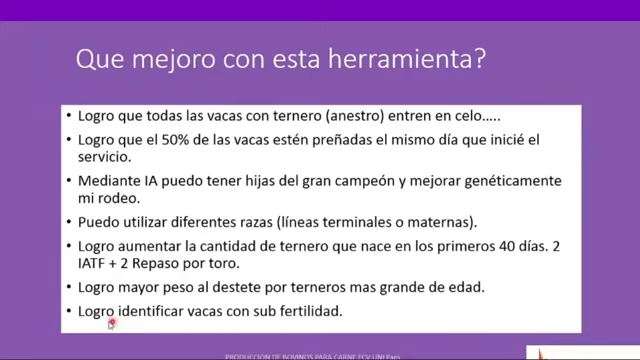 Que mejoro con esta herramienta?
• Logro que todas las vacas con ternero (anestro) entren en celo…..
• Logro que el 50% de las vacas estén preñadas el mismo día que inicié el
servicio.
• Mediante IA puedo tener hijas del gran campeón y mejorar genéticamente
mi rodeo.
• Puedo utilizar diferentes razas (líneas terminales o maternas).
• Logro aumentar la cantidad de ternero que nace en los primeros 40 días. 2
IATF + 2 Repaso por toro.
• Logro mayor peso al destete por terneros mas grande de edad.
• Logro identificar vacas con sub fertilidad.
PRODUCCION DE BOVINOS PARA CARNE FCV UNLPam